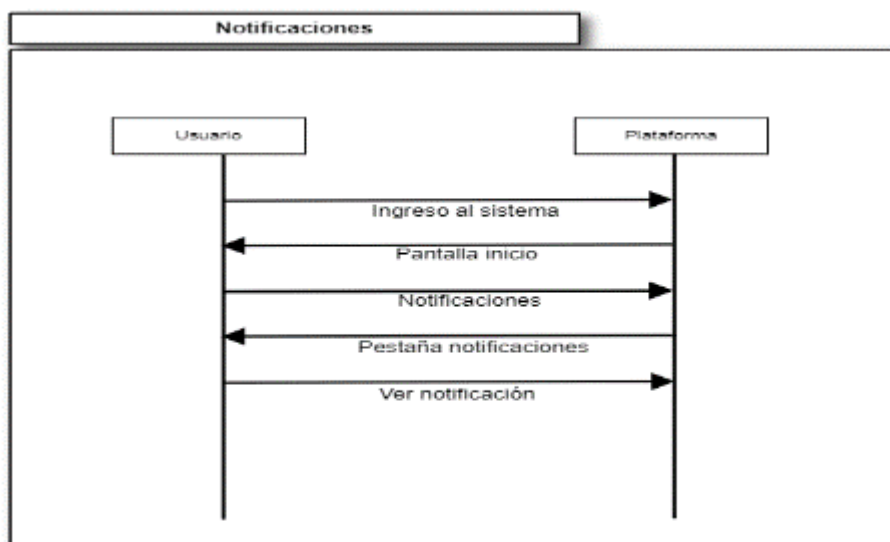 Notificaciones
Usuario
Plataforma
Ingreso al sistema
Pantalla inicio
Notificaciones
Pestaña notificaciones
Ver notificación